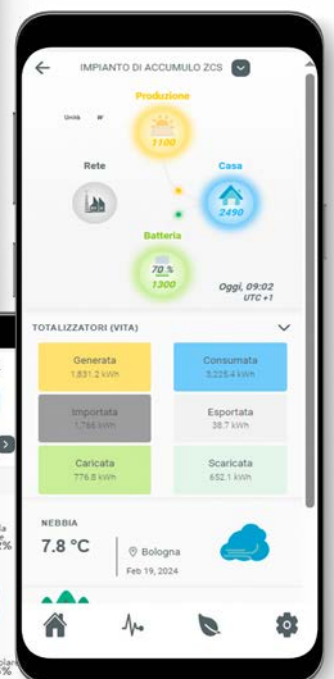 IMPIANTO DI ACCUMULO ZCS
Produzione
Unità W
1100
Rete
Casa
2490
Batteria
70 %
1300
Oggi, 09:02
UTC +1
TOTALIZZATORI (VITA)
Generata
1,831.2 kWh
Consumata
3,225.4 kWh
Importata
1,766 kWh
Esportata
38.7 kWh
Caricata
776.8 kWh
Scaricata
652.1 kWh
NEBBIA
7.8 °C
Bologna
Feb 19, 2024